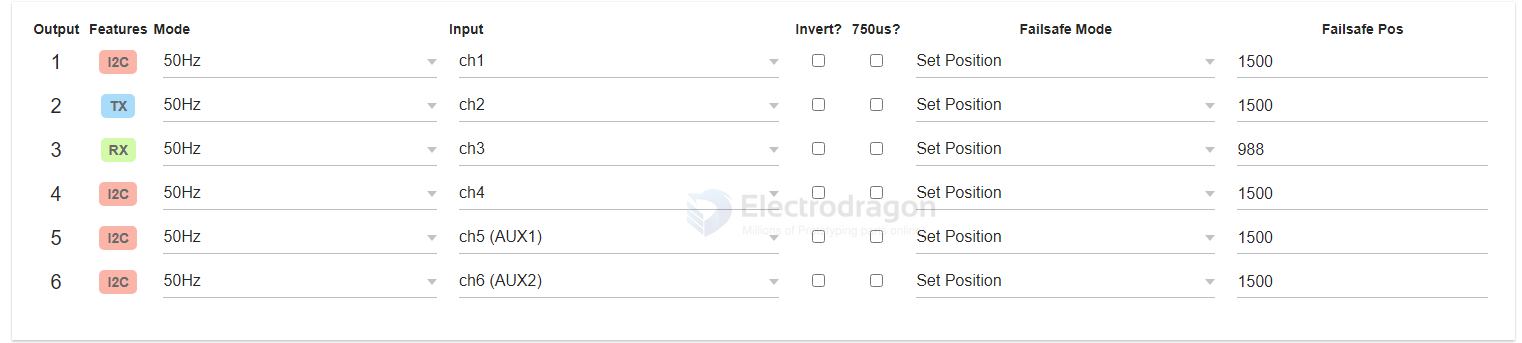 Output Features Mode Input Invert? 750us? Failsafe Mode Failsafe Pos
1 I2C 50Hz ch1 Set Position 1500
2 TX 50Hz ch2 Set Position 1500
3 RX 50Hz ch3 Set Position 988
4 I2C 50Hz ch4 Set Position 1500
Electrodragon
Millions of Prototyping parts online
5 I2C 50Hz ch5 (AUX1) Set Position 1500
6 I2C 50Hz ch6 (AUX2) Set Position 1500